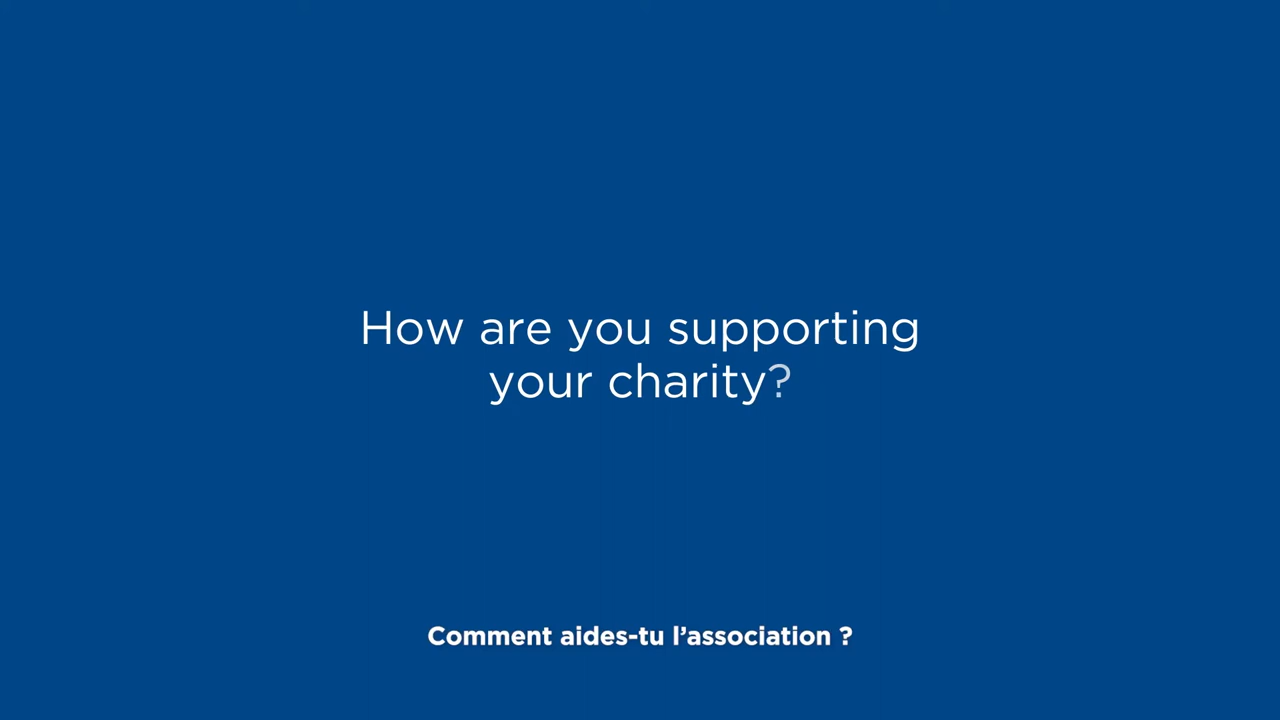 How are you supporting
your charity?
Comment aides-tu l’association ?